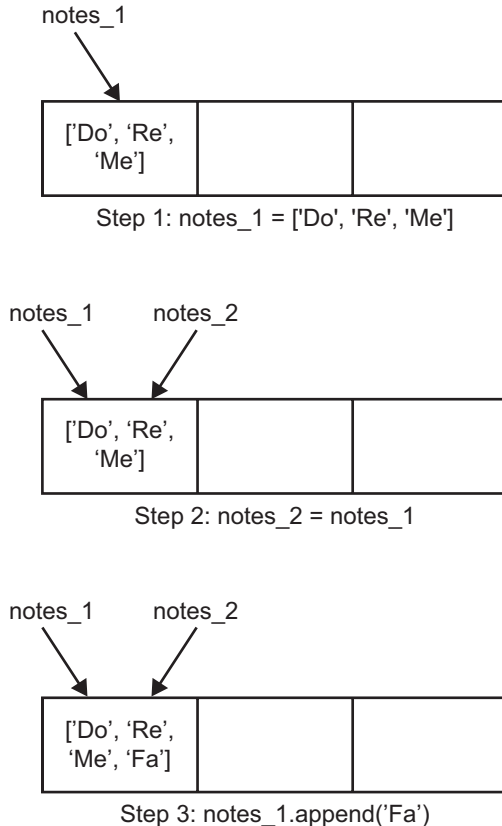 notes_1
[’Do’, ‘Re’,
‘Me’]
Step 1: notes_1 = ['Do', 'Re', 'Me']
notes_1 notes_2
[’Do’, ‘Re’,
‘Me’]
Step 2: notes_2 = notes_1
notes_1 notes_2
[’Do’, ‘Re’,
‘Me’, ‘Fa’]
Step 3: notes_1.append(’Fa’)